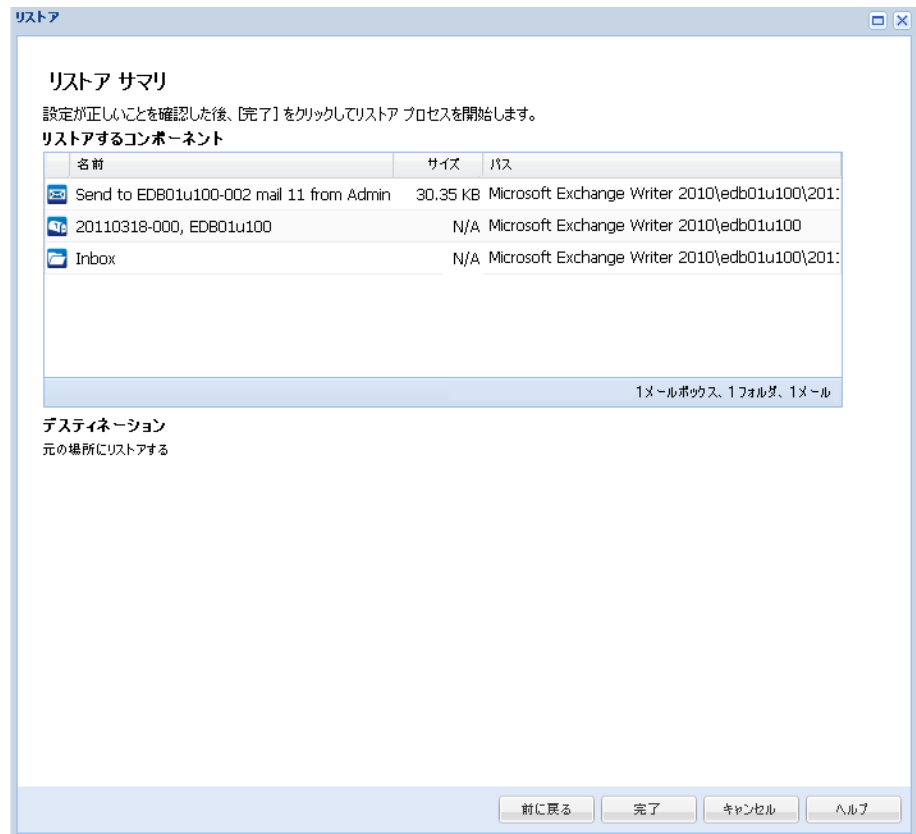 リストア
リストア サマリ
設定が正しいことを確認した後、[完了] をクリックしてリストア プロセスを開始します。
リストアするコンポーネント
名前 サイズ パス
Send to EDB01u100-002 mail 11 from Admin 30.35 KB Microsoft Exchange Writer 2010\edb01u100\201
20110318-000, EDB01u100 N/A Microsoft Exchange Writer 2010\edb01u100
Inbox N/A Microsoft Exchange Writer 2010\edb01u100\201
1メールボックス、1フォルダ、1メール
デスティネーション
元の場所にリストアする
前に戻る 完了 キャンセル ヘルプ